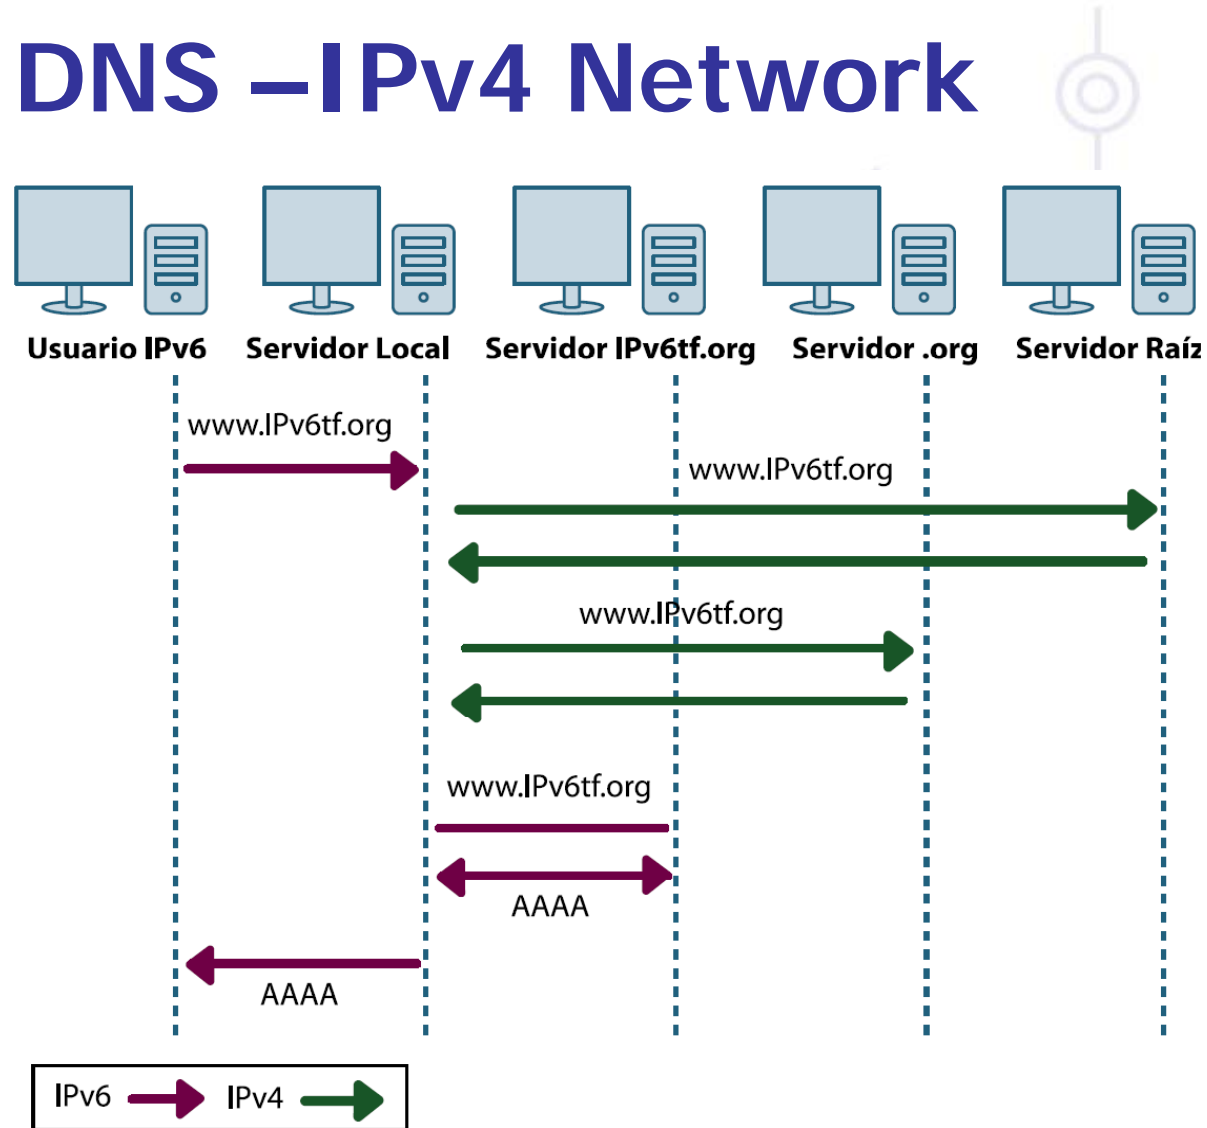 DNS –IPv4 Network
Usuario IPv6
Servidor Local
Servidor IPv6tf.org
Servidor .org
Servidor Raíz
www.IPv6tf.org
www.IPv6tf.org
www.IPv6tf.org
www.IPv6tf.org
AAAA
AAAA
IPv6
IPv4